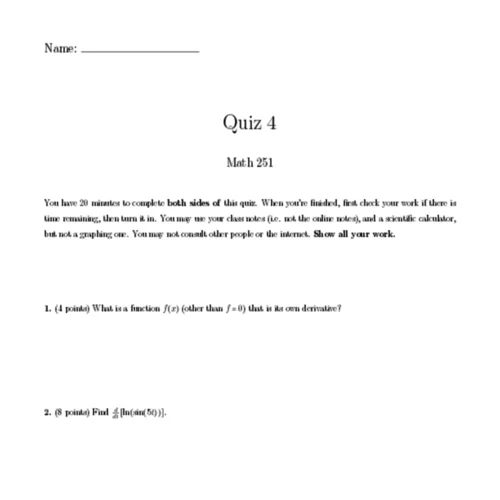 Name:
Quiz 4
Math 251
You have 20 minutes to complete both sides of this quiz. When you're finished, first check your work if there is
time remaining, then turn it in. You may use your class notes (i.e. not the online notes), and a scientific calculator,
but not a graphing one. You may not consult other people or the internet. Show all your work.
1. (4 points) What is a function f(x) (other than f = 0) that is its own derivative?
2. (8 points) Find d/dt [ln(sin(5t))].